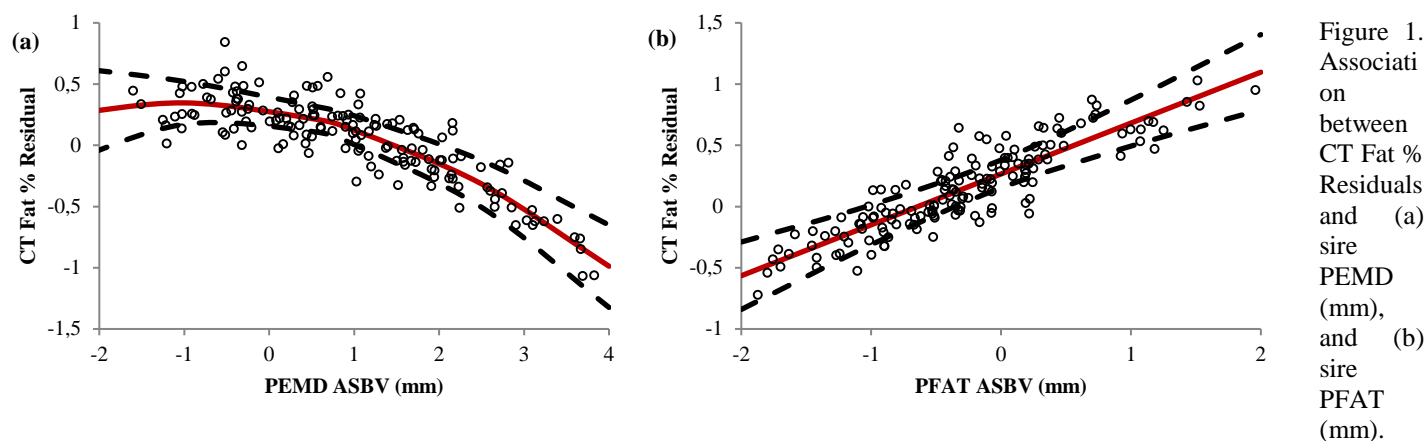 (a)
CT Fat % Residual
1
0.5
0
-0.5
-1
-1,5
-2
-1
0
1
2
3
4
PEMD ASBV (mm)
(b)
CT Fat % Residual
1,5
1
0.5
0
-0.5
-1
-2
-1
0
1
2
PFAT ASBV (mm)
Figure 1.
Associati
on
between
CT Fat %
Residuals
and (a)
sire
PEMD
(mm),
and (b)
sire
PFAT
(mm).